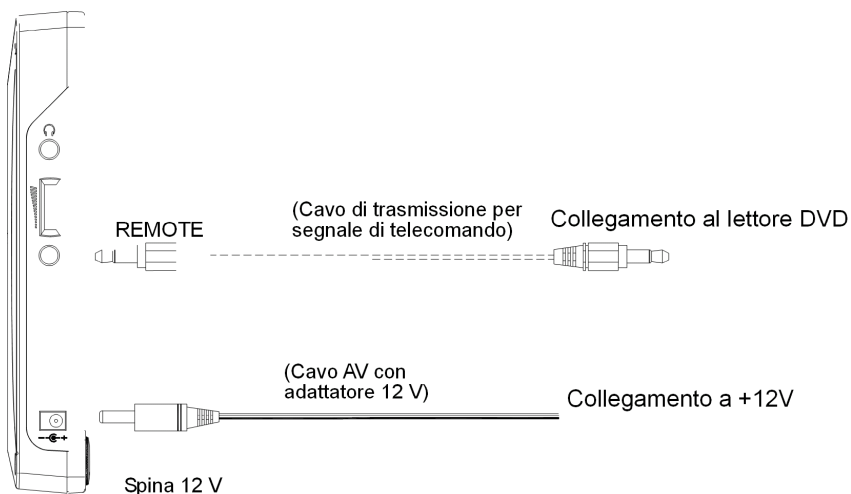 REMOTE
(Cavo di trasmissione per
segnale di telecomando)
Collegamento al lettore DVD
(Cavo AV con
adattatore 12 V)
Collegamento a +12V
Spina 12 V